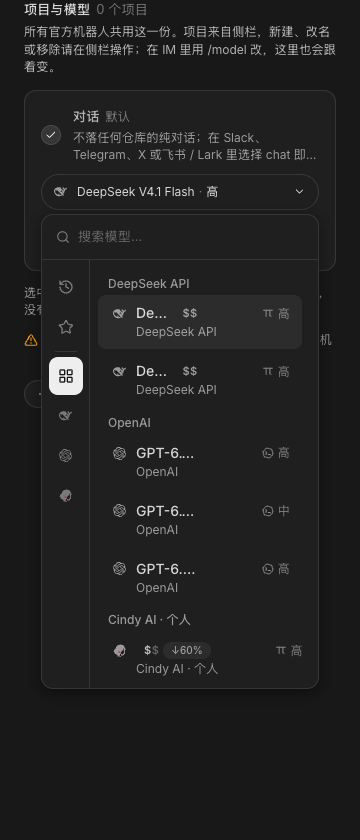 项目与模型 0 个项目
所有官方机器人共用这一份。项目来自侧栏，新建、改名
或移除请在侧栏操作；在 IM 里用 /model 改，这里也会跟
着变。
对话 默认
不落任何仓库的纯对话；在 Slack、
Telegram、X 或飞书 / Lark 里选择 chat 即…
DeepSeek V4.1 Flash · 高
搜索模型...
DeepSeek API
De... $$ π 高
DeepSeek API
De... $$ π 高
DeepSeek API
OpenAI
GPT-6.... 高
OpenAI
GPT-6.... 中
OpenAI
GPT-6.... 高
OpenAI
Cindy AI · 个人
$$ ↓60% π 高
Cindy AI · 个人
选
没
机